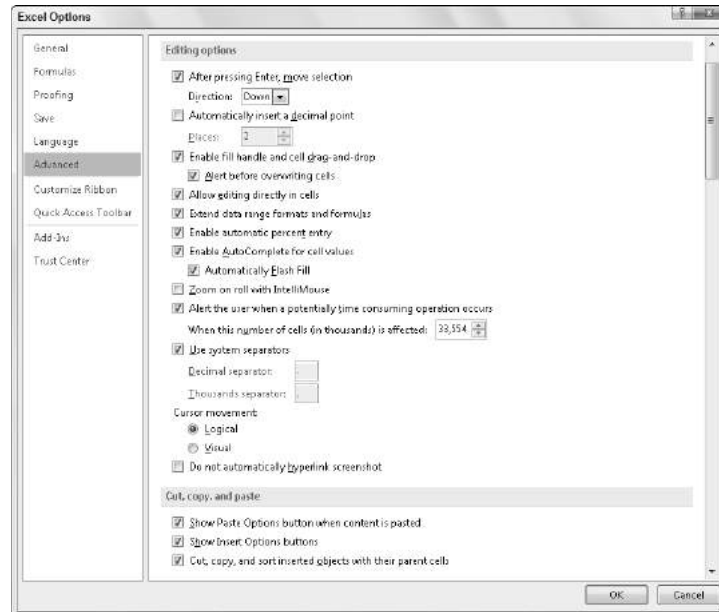 Excel Options
General
Formulas
Proofing
Save
Language
Advanced
Customize Ribbon
Quick Access Toolbar
Add-Ins
Trust Center
Editing options
After pressing Enter, move selection
Direction: Down
Automatically insert a decimal point
Places: 2
Enable fill handle and cell drag-and-drop
Alert before overwriting cells
Allow editing directly in cells
Extend data range formats and formulas
Enable automatic percent entry
Enable AutoComplete for cell values
Automatically Flash Fill
Zoom on roll with IntelliMouse
Alert the user when a potentially time consuming operation occurs
When this number of cells (in thousands) is affected: 33,554
Use system separators
Decimal separator: .
Thousands separator: ,
Cursor movement:
Logical
Visual
Do not automatically hyperlink screenshot
Cut, copy, and paste
Show Paste Options button when content is pasted
Show Insert Options buttons
Cut, copy, and sort inserted objects with their parent cells
OK Cancel